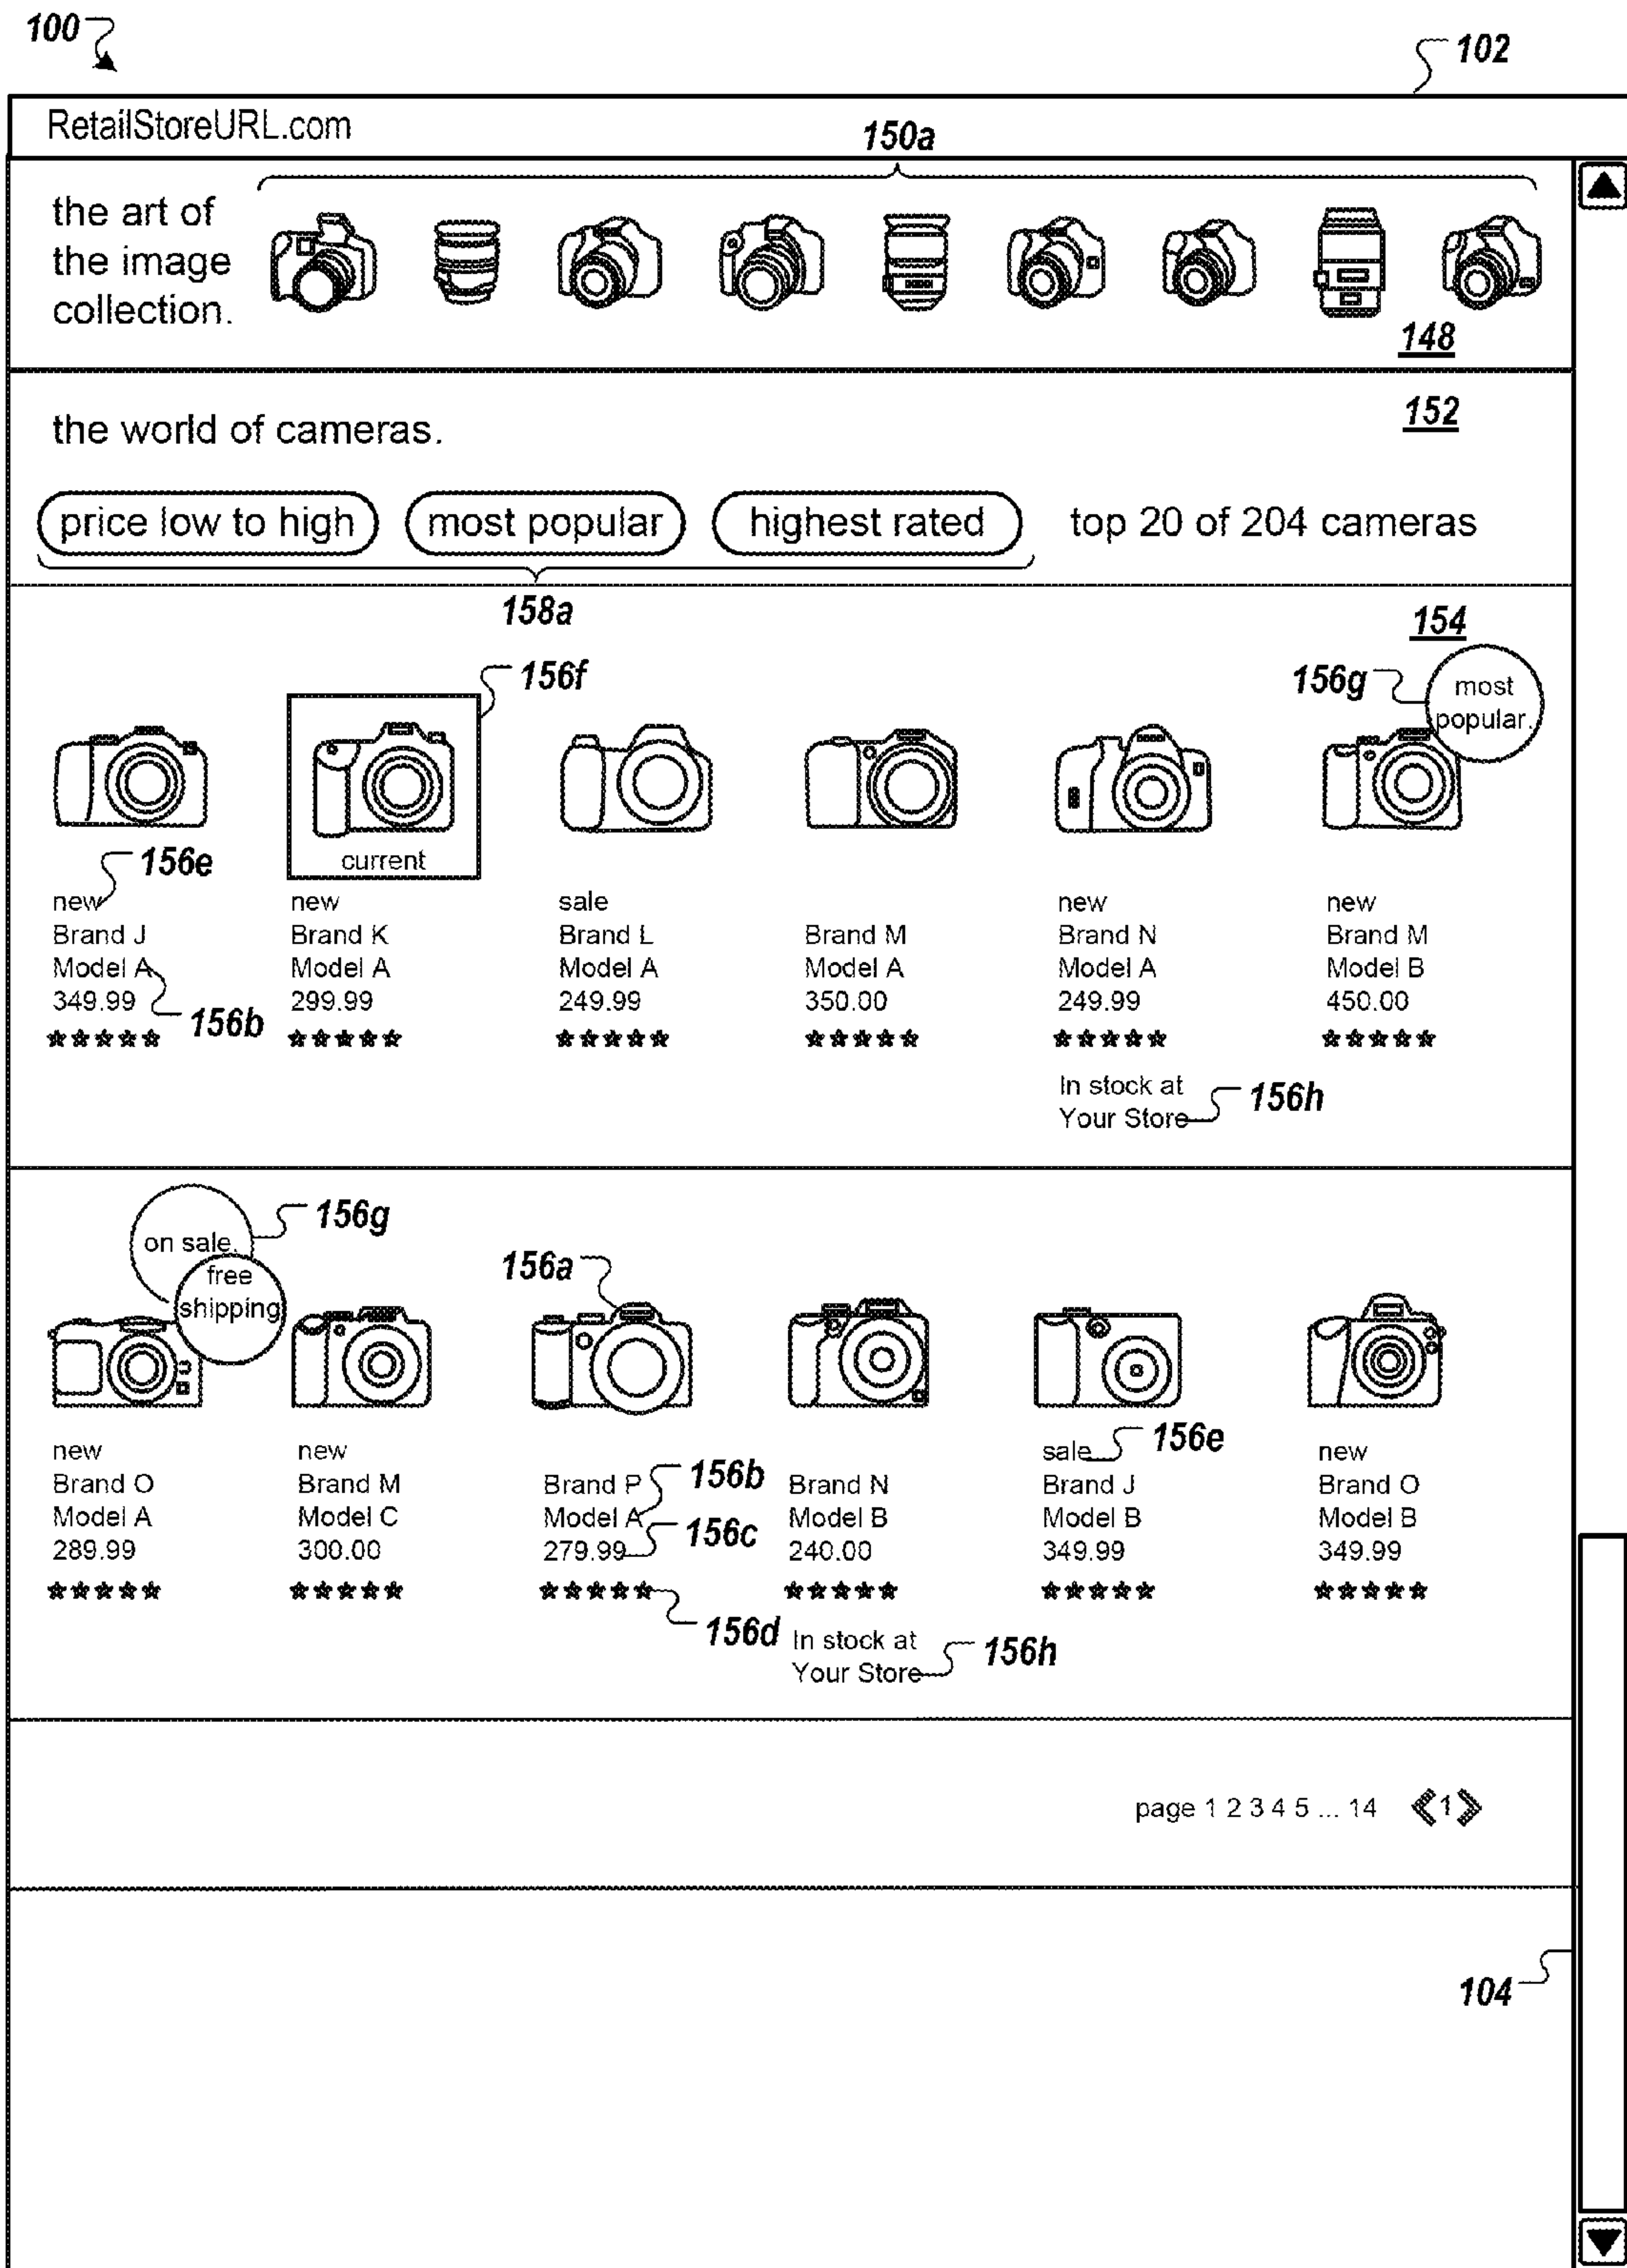 100
102
RetailStoreURL.com
150a
the art of
the image
collection.
148
152
the world of cameras.
price low to high most popular highest rated top 20 of 204 cameras
158a
154
156f
156g
most
popular.
current
156e
new new sale new new
Brand J Brand K Brand L Brand M Brand N Brand M
Model A Model A Model A Model A Model A Model B
349.99 299.99 249.99 350.00 249.99 450.00
156b
★★★★★ ★★★★★ ★★★★★ ★★★★★ ★★★★★ ★★★★★
In stock at
Your Store
156h
on sale.
156g
free
shipping
156a
156e
new new sale new
Brand O Brand M Brand P Brand N Brand J Brand O
156b
Model A Model C Model A Model B Model B Model B
156c
289.99 300.00 279.99 240.00 349.99 349.99
★★★★★ ★★★★★ ★★★★★ ★★★★★ ★★★★★ ★★★★★
156d
In stock at
Your Store
156h
page 1 2 3 4 5 ... 14 《1》
104